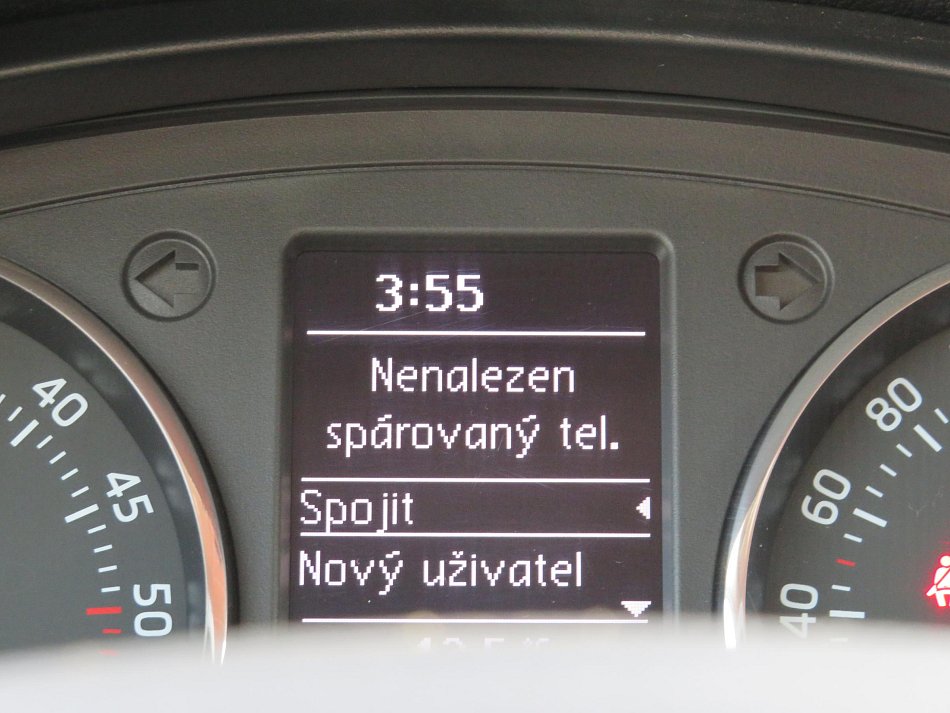 3:55
Nenalezen
spárovaný tel.
Spojit
Nový uživatel
40
45
50
80
60
40